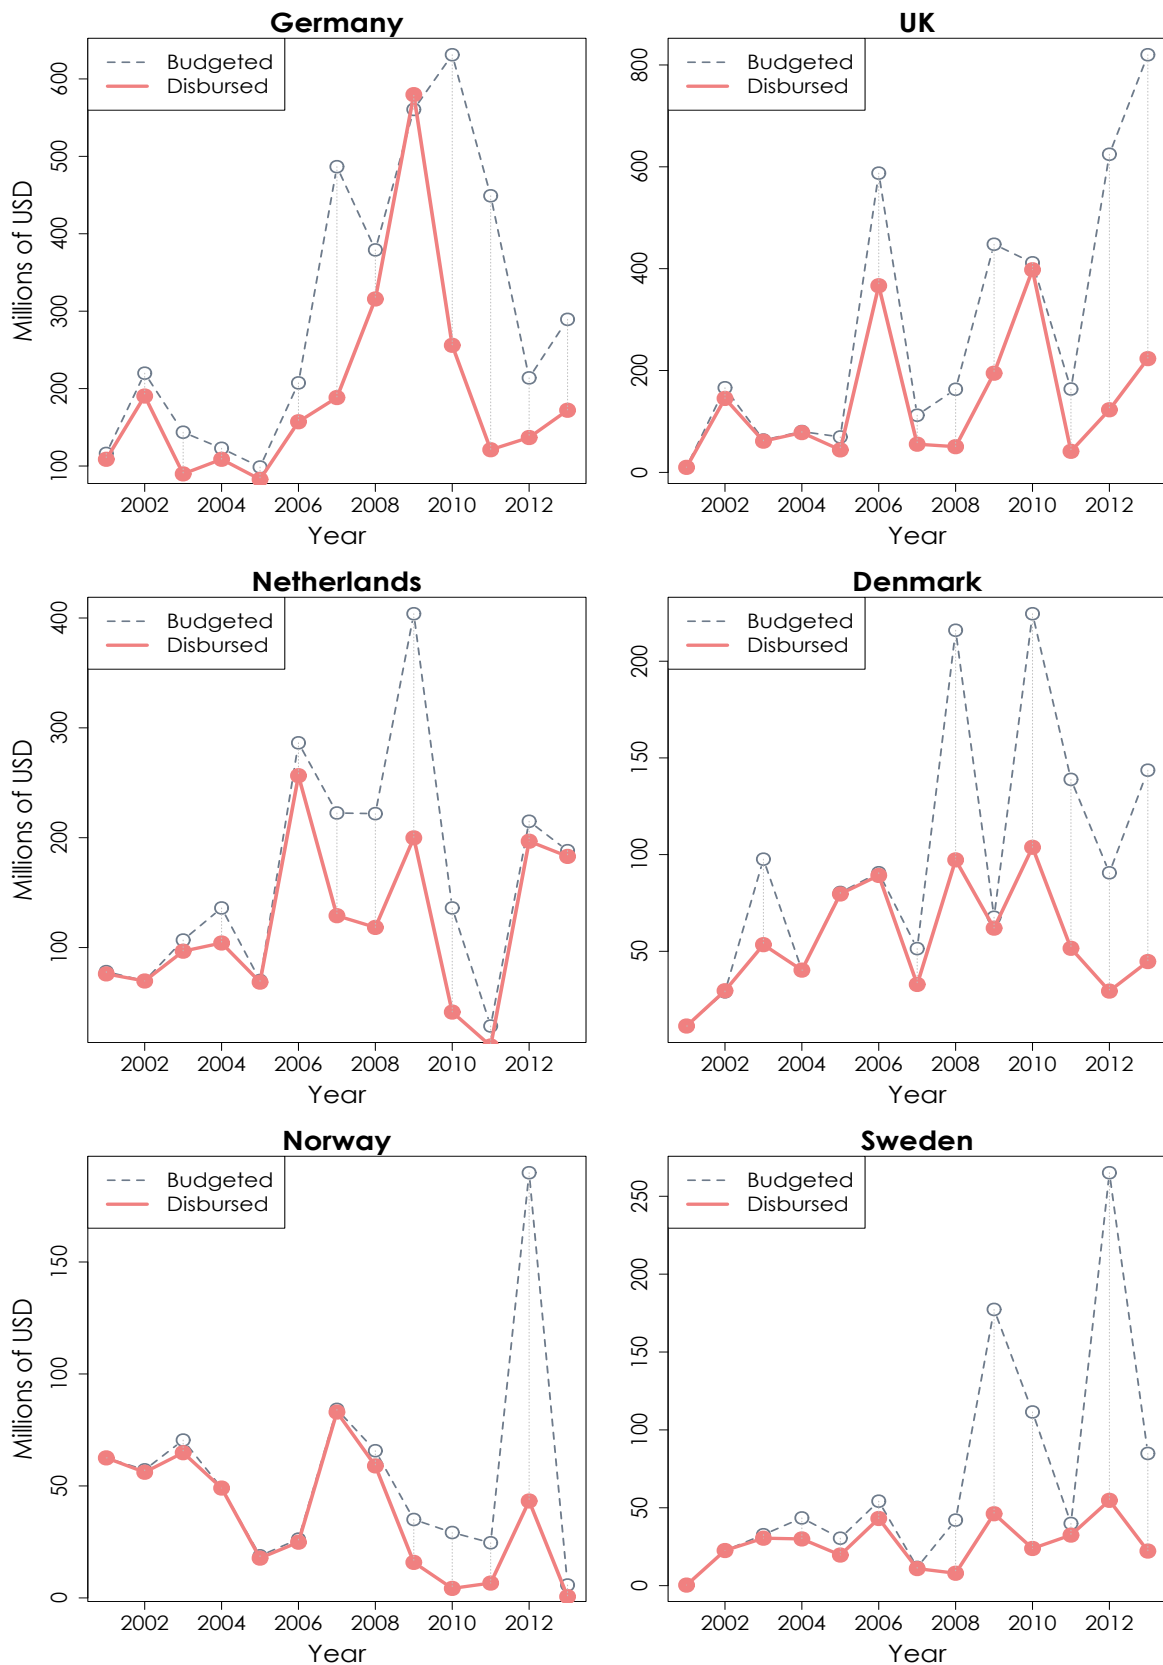 Germany
Budgeted
Disbursed
Millions of USD
600
500
400
300
200
100
2002 2004 2006 2008 2010 2012
Year
UK
Budgeted
Disbursed
800
600
400
200
0
2002 2004 2006 2008 2010 2012
Year
Netherlands
Budgeted
Disbursed
Millions of USD
400
300
200
100
2002 2004 2006 2008 2010 2012
Year
Denmark
Budgeted
Disbursed
200
150
100
50
2002 2004 2006 2008 2010 2012
Year
Norway
Budgeted
Disbursed
Millions of USD
150
100
50
0
2002 2004 2006 2008 2010 2012
Year
Sweden
Budgeted
Disbursed
250
200
150
100
50
0
2002 2004 2006 2008 2010 2012
Year